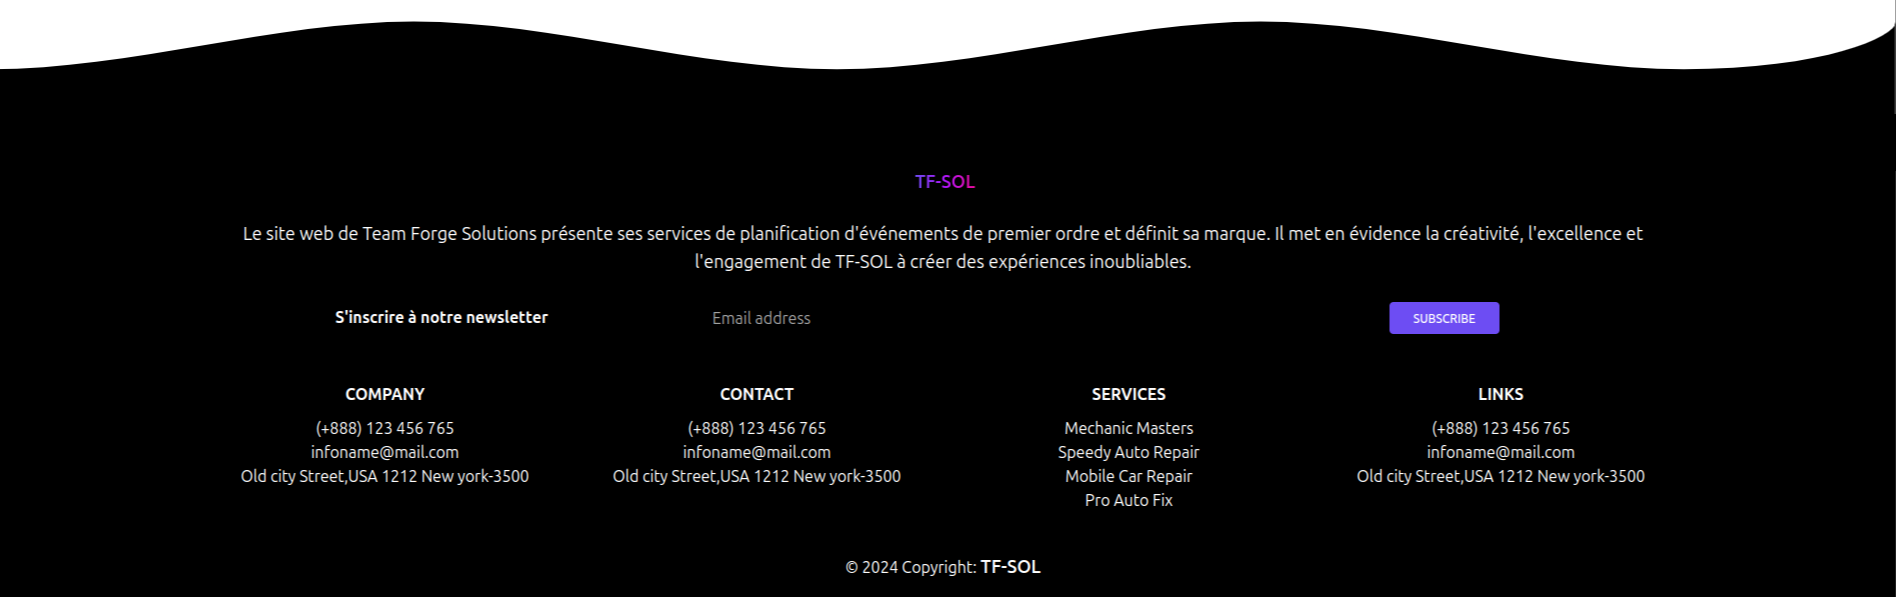 TF-SOL
Le site web de Team Forge Solutions présente ses services de planification d'événements de premier ordre et définit sa marque. Il met en évidence la créativité, l'excellence et
l'engagement de TF-SOL à créer des expériences inoubliables.
S'inscrire à notre newsletter
Email address
SUBSCRIBE
COMPANY
(+888) 123 456 765
infoname@mail.com
Old city Street,USA 1212 New york-3500
CONTACT
(+888) 123 456 765
infoname@mail.com
Old city Street,USA 1212 New york-3500
SERVICES
Mechanic Masters
Speedy Auto Repair
Mobile Car Repair
Pro Auto Fix
LINKS
(+888) 123 456 765
infoname@mail.com
Old city Street,USA 1212 New york-3500
© 2024 Copyright: TF-SOL